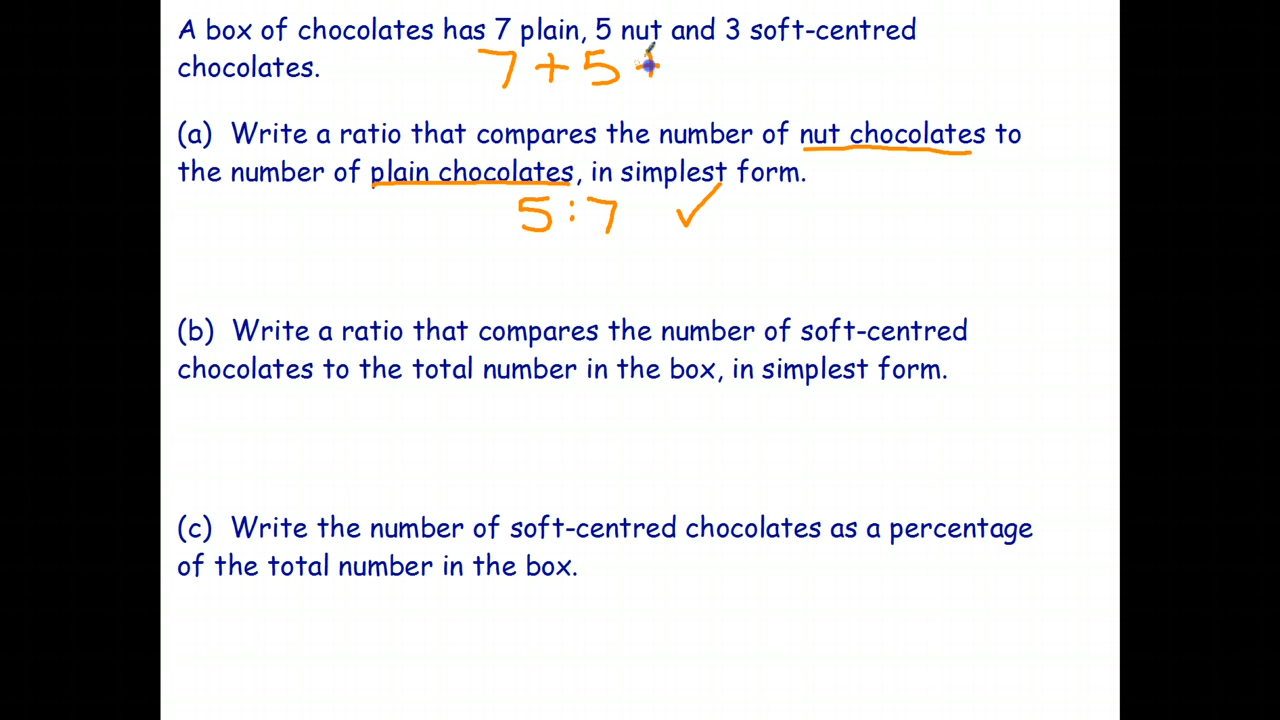 A box of chocolates has 7 plain, 5 nut and 3 soft-centred
chocolates.
7 + 5 +
(a) Write a ratio that compares the number of nut chocolates to
the number of plain chocolates, in simplest form.
5 : 7 ✓
(b) Write a ratio that compares the number of soft-centred
chocolates to the total number in the box, in simplest form.
(c) Write the number of soft-centred chocolates as a percentage
of the total number in the box.